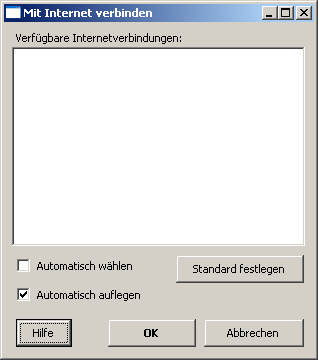 Mit Internet verbinden
Verfügbare Internetverbindungen:
Automatisch wählen
Standard festlegen
Automatisch auflegen
Hilfe
OK
Abbrechen